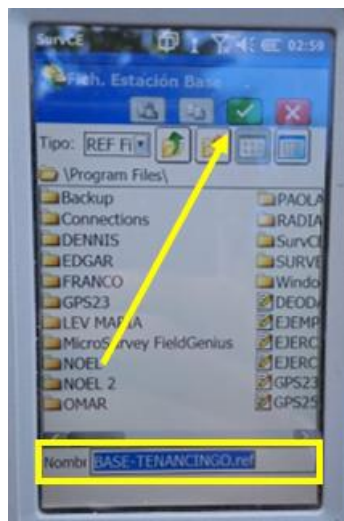 SurvCE 02:59
Fich. Estación Base
Tipo: REF Fi
\Program Files\
Backup PAOLA
Connections RADIA
DENNIS SurvCE
EDGAR SURVE
FRANCO Windo
GPS23 DEODA
LEV MARIA EJEMP
MicroSurvey FieldGenius EJERC
NOEL EJERC
NOEL 2 GPS23
OMAR GPS25
Nombr BASE-TENANCINGO.ref